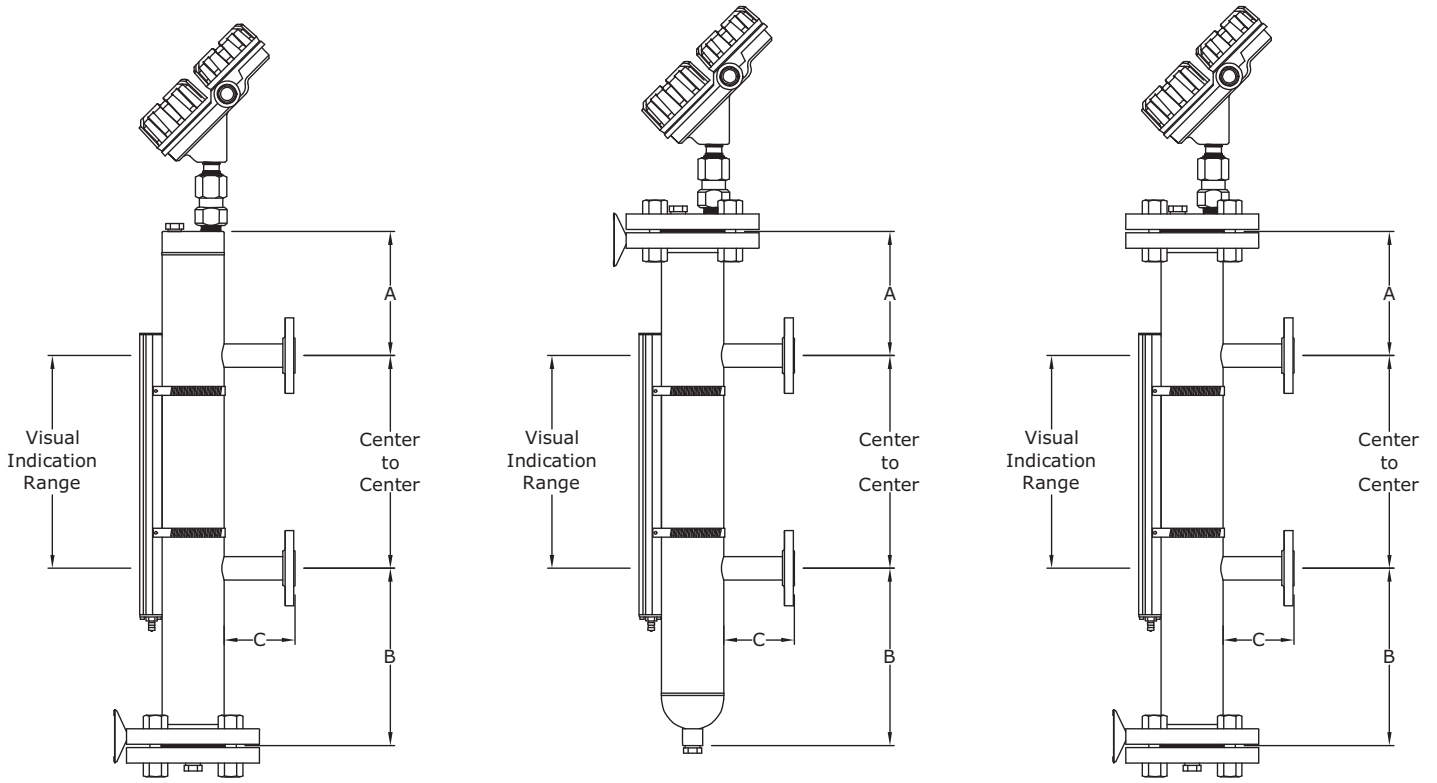 A
Visual
Indication
Range
Center
to
Center
C
B
A
Visual
Indication
Range
Center
to
Center
C
B
A
Visual
Indication
Range
Center
to
Center
C
B